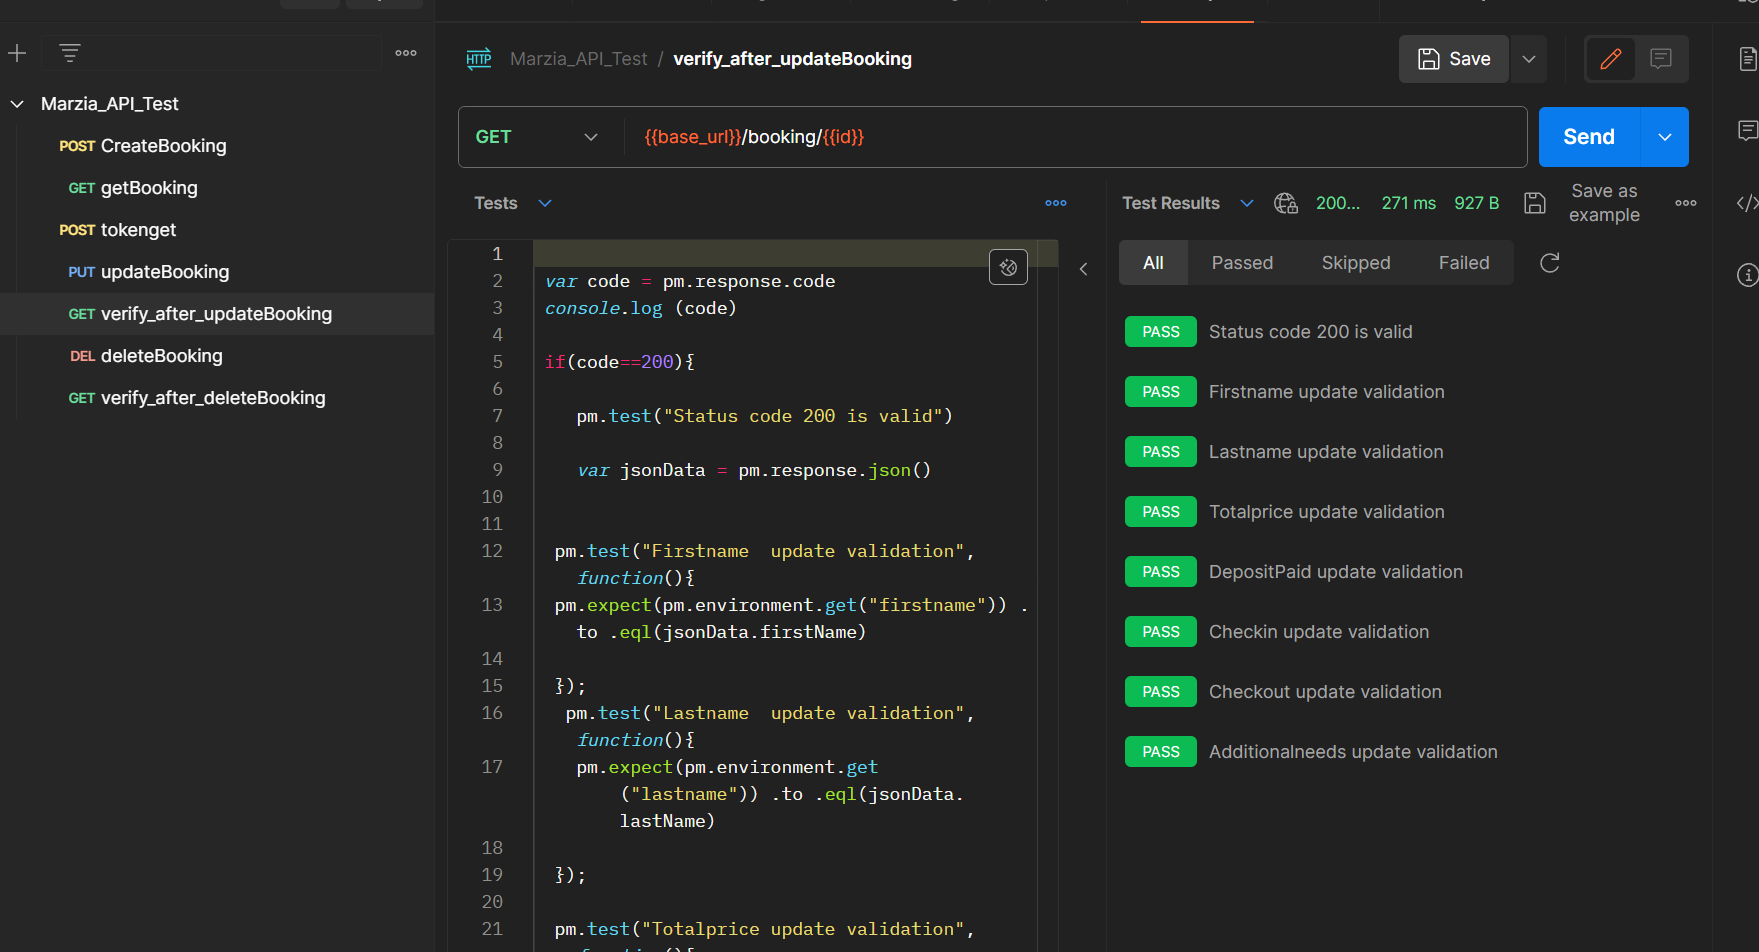 Marzia_API_Test
POST CreateBooking
GET getBooking
POST tokenget
PUT updateBooking
GET verify_after_updateBooking
DEL deleteBooking
GET verify_after_deleteBooking
HTTP Marzia_API_Test / verify_after_updateBooking
Save
GET {{base_url}}/booking/{{id}}
Send
Tests
1
2 var code = pm.response.code
3 console.log (code)
4
5 if(code==200){
6
7 pm.test("Status code 200 is valid")
8
9 var jsonData = pm.response.json()
10
11
12 pm.test("Firstname  update validation",
function(){
13 pm.expect(pm.environment.get("firstname")) .
to .eql(jsonData.firstName)
14
15 });
16 pm.test("Lastname  update validation",
function(){
17 pm.expect(pm.environment.get
("lastname")) .to .eql(jsonData.
lastName)
18
19 });
20
21 pm.test("Totalprice update validation",
Test Results 200... 271 ms 927 B Save as
example
All Passed Skipped Failed
PASS Status code 200 is valid
PASS Firstname update validation
PASS Lastname update validation
PASS Totalprice update validation
PASS DepositPaid update validation
PASS Checkin update validation
PASS Checkout update validation
PASS Additionalneeds update validation